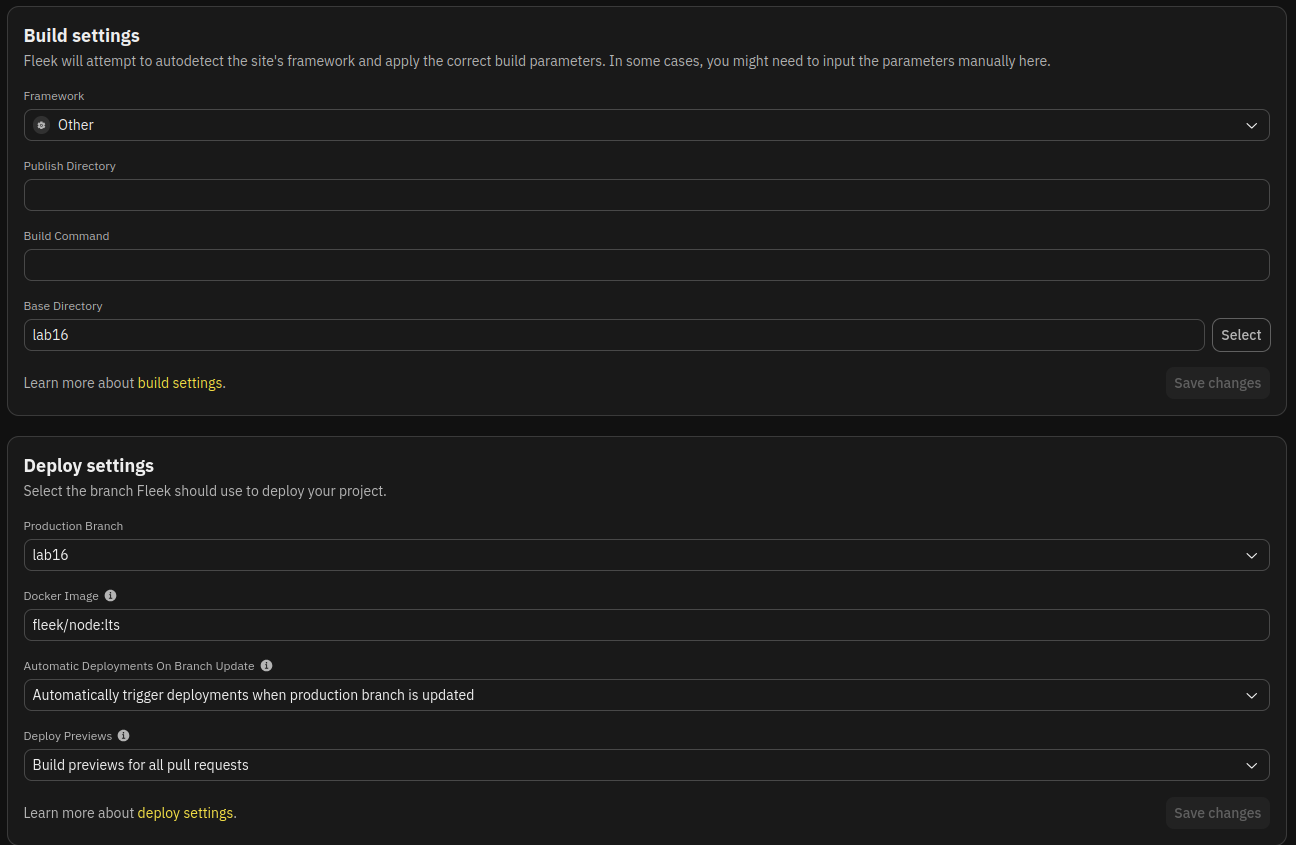 Build settings
Fleek will attempt to autodetect the site's framework and apply the correct build parameters. In some cases, you might need to input the parameters manually here.
Framework
Other
Publish Directory
Build Command
Base Directory
lab16
Select
Learn more about build settings.
Save changes
Deploy settings
Select the branch Fleek should use to deploy your project.
Production Branch
lab16
Docker Image
fleek/node:lts
Automatic Deployments On Branch Update
Automatically trigger deployments when production branch is updated
Deploy Previews
Build previews for all pull requests
Learn more about deploy settings.
Save changes